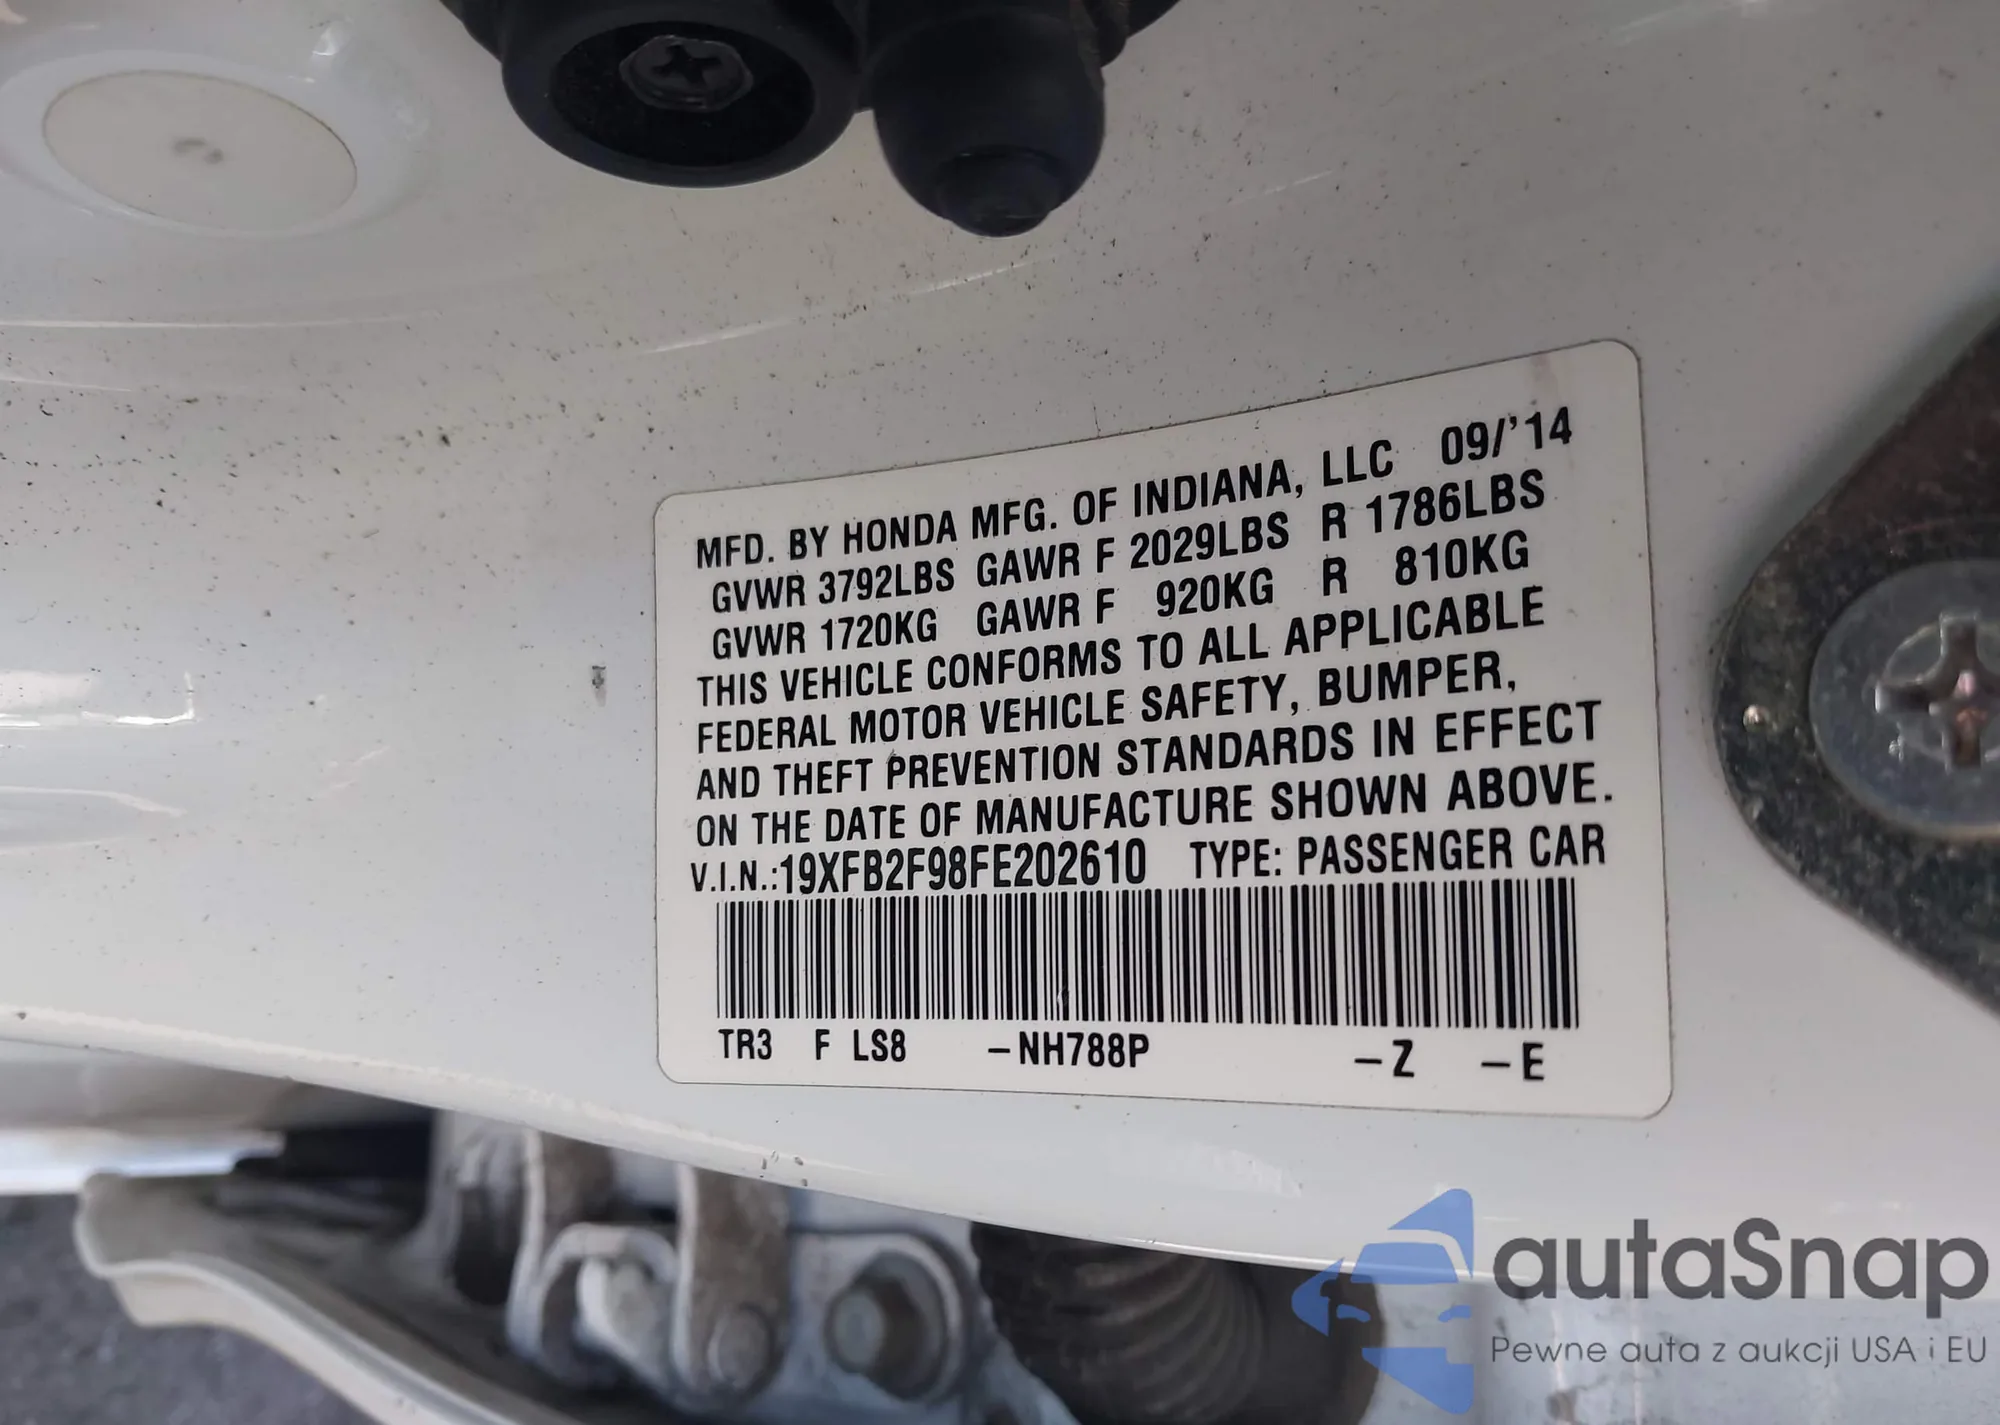 MFD. BY HONDA MFG. OF INDIANA, LLC 09/'14
GVWR 3792LBS GAWR F 2029LBS R 1786LBS
GVWR 1720KG GAWR F 920KG R 810KG
THIS VEHICLE CONFORMS TO ALL APPLICABLE
FEDERAL MOTOR VEHICLE SAFETY, BUMPER,
AND THEFT PREVENTION STANDARDS IN EFFECT
ON THE DATE OF MANUFACTURE SHOWN ABOVE.
V.I.N.:19XFB2F98FE202610 TYPE: PASSENGER CAR
TR3 F LS8 -NH788P -Z -E
autaSnap
Pewne auta z aukcji USA i EU